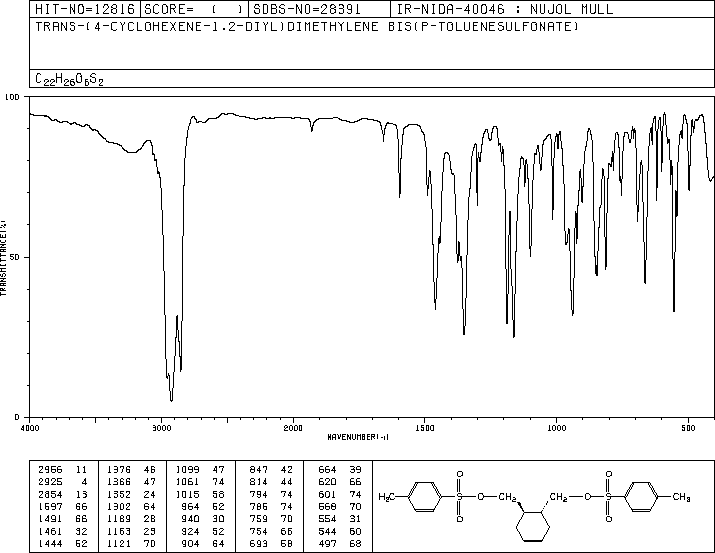 HIT-NO=12816 SCORE= ( ) SDBS-NO=28391 IR-NIDA-40046 : NUJOL MULL
TRANS-(4-CYCLOHEXENE-1,2-DIYL)DIMETHYLENE BIS(P-TOLUENESULFONATE)
C22H26O6S2
100
TRANSMITTANCE(%)
50
0
4000 3000 2000 1500 1000 500
WAVENUMBER(-1)
2956 11 1376 46 1099 47 847 42 664 39
2925 4 1366 47 1061 74 814 44 620 66
2854 13 1352 24 1015 58 794 74 601 74
1597 66 1302 64 964 52 786 74 568 70
1491 66 1189 28 940 30 759 70 554 31
1461 32 1163 25 924 52 754 66 544 60
1444 52 1121 70 904 64 693 58 497 68
O O
H3C S O CH2 CH2 O S CH3
O O